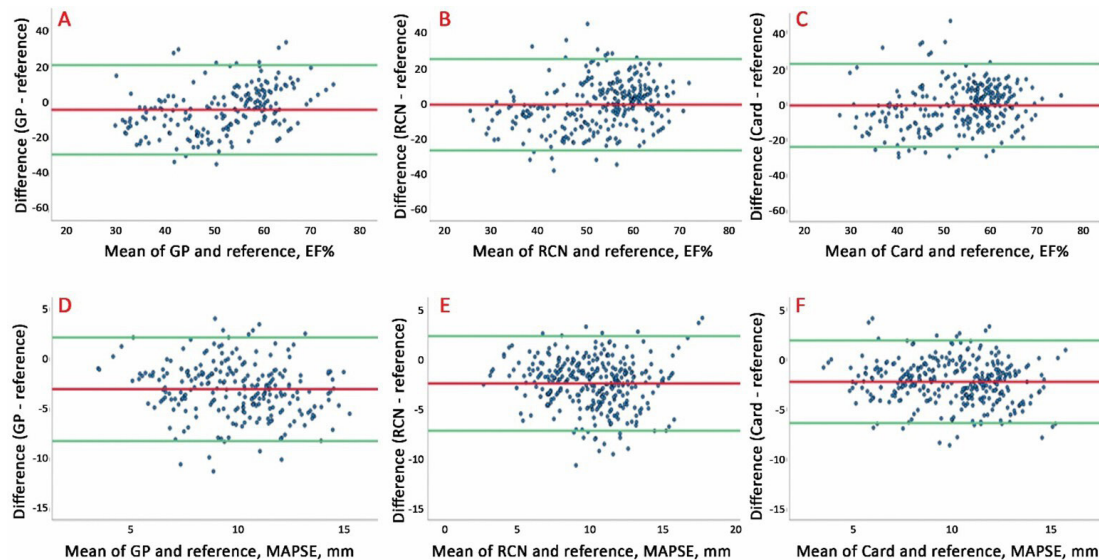 A
Difference (GP - reference)
40
20
0
-20
-40
-60
20 30 40 50 60 70 80
Mean of GP and reference, EF%
B
Difference (RCN - reference)
40
20
0
-20
-40
-60
20 30 40 50 60 70 80
Mean of RCN and reference, EF%
C
Difference (Card - reference)
40
20
0
-20
-40
-60
20 30 40 50 60 70 80
Mean of Card and reference, EF%
D
Difference (GP - reference)
5
0
-5
-10
-15
5 10 15
Mean of GP and reference, MAPSE, mm
E
Difference (RCN - reference)
5
-0
-5
-10
-15
0 5 10 15 20
Mean of RCN and reference, MAPSE, mm
F
Difference (Card - reference)
5
0
-5
-10
-15
5 10 15
Mean of Card and reference, MAPSE, mm